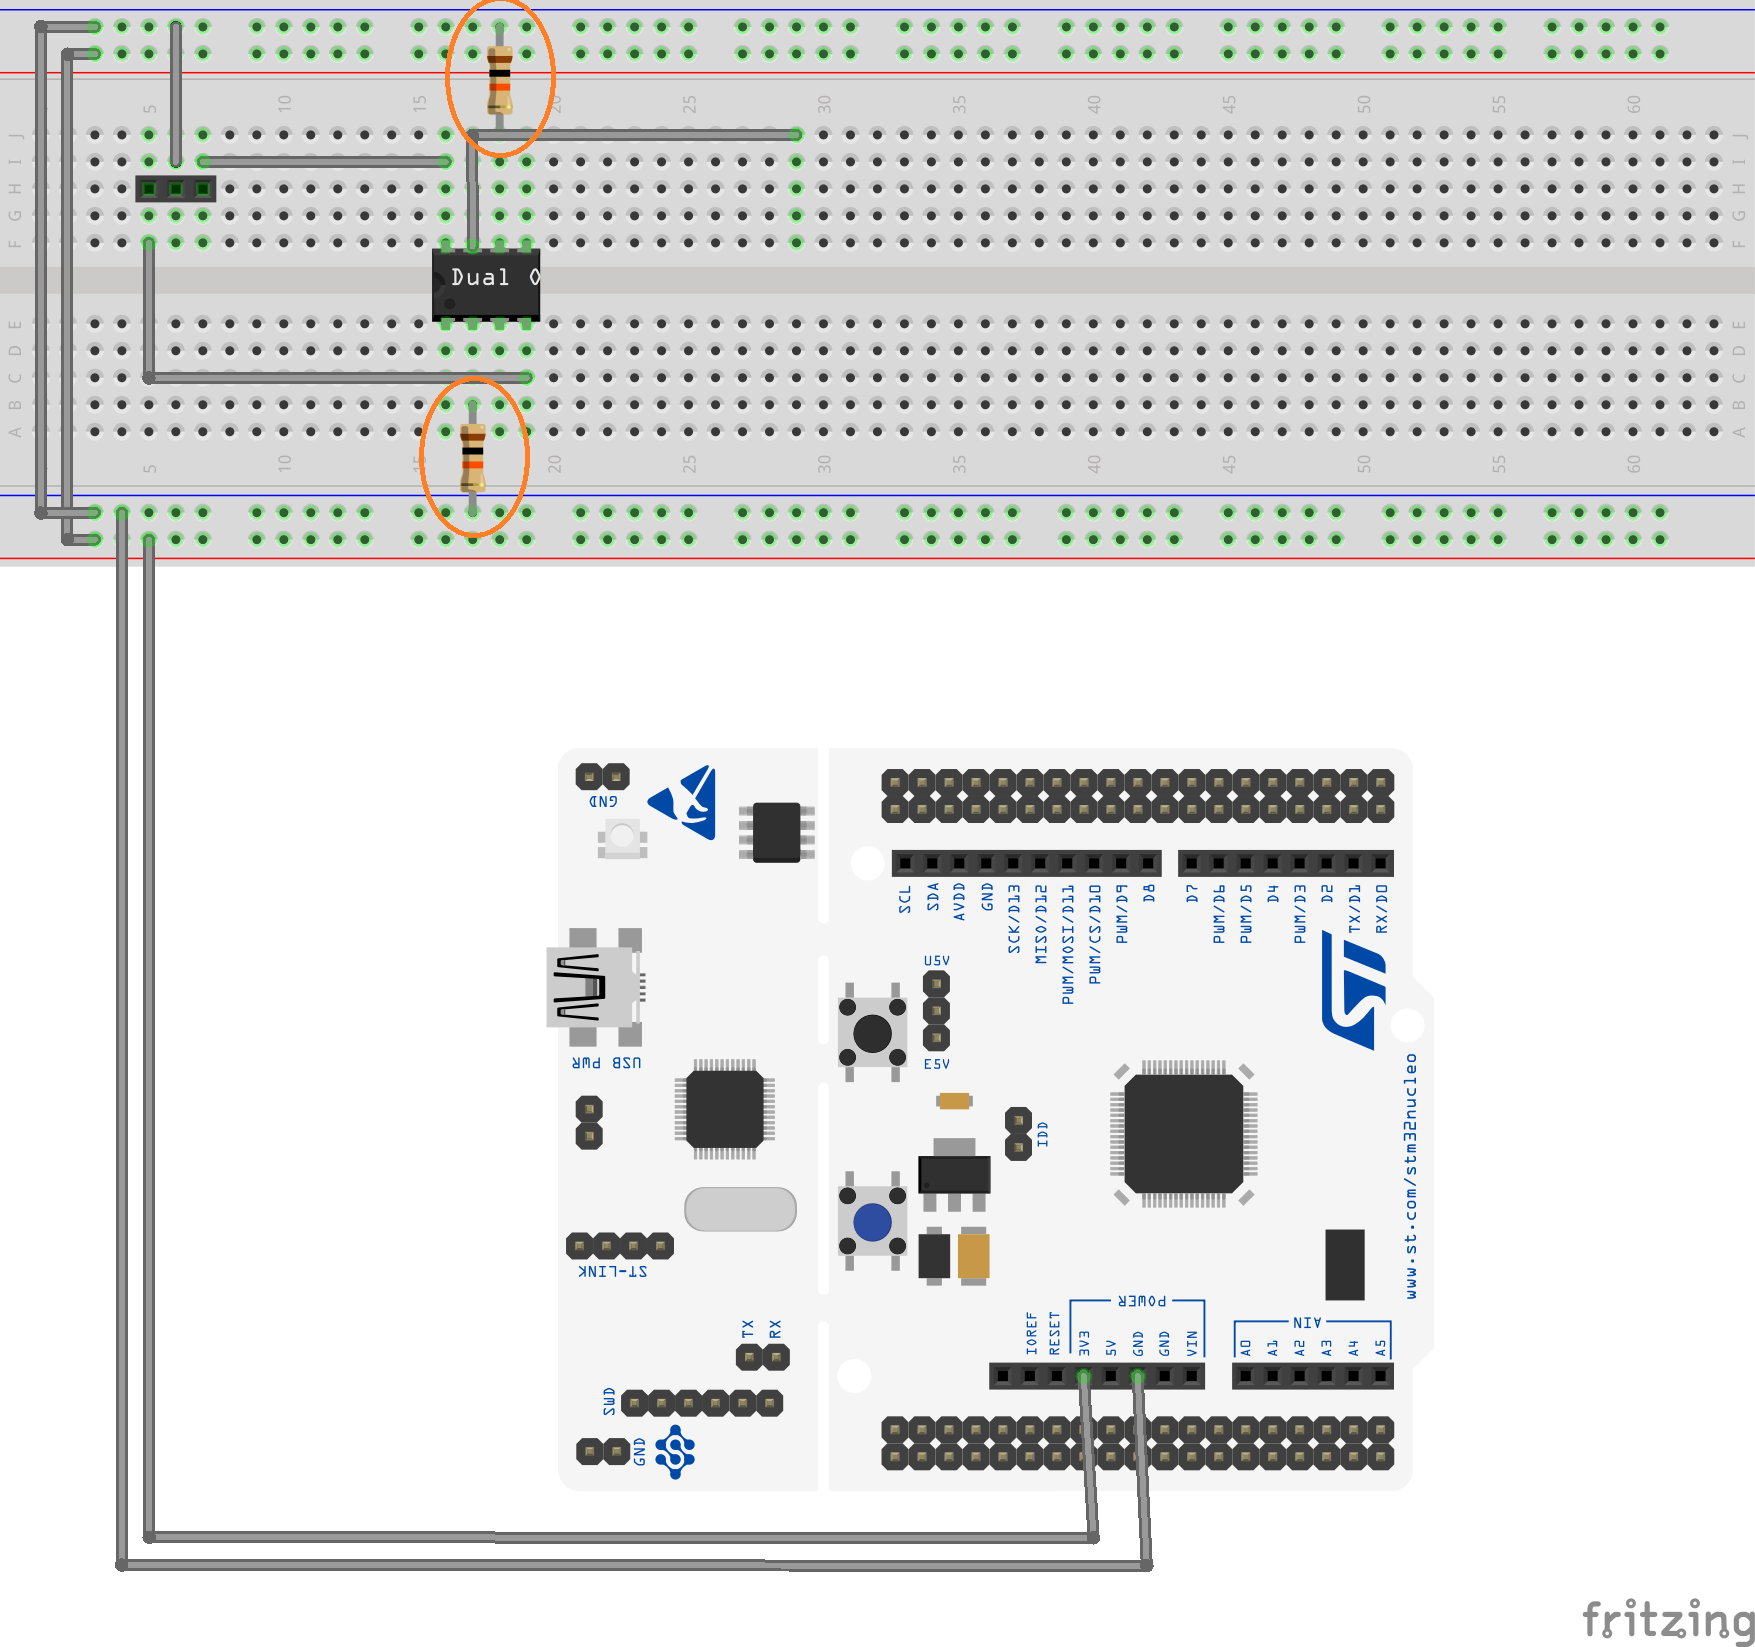 5 10 15 20 25 30 35 40 45 50 55 60
J J
I I
H H
G G
F F
Dual O
E E
D D
C C
B B
A A
5 10 15 20 25 30 35 40 45 50 55 60
GND
SCL SDA AVDD GND SCK/D13 MISO/D12 PWM/MOSI/D11 PWM/CS/D10 PWM/D9 D8 D7 PWM/D6 PWM/D5 D4 PWM/D3 D2 TX/D1 RX/D0
U5V
E5V
USB PWR
IDD
www.st.com/stm32nucleo
ST-LINK
POWER
AIN
TX RX
IOREF RESET 3V3 5V GND GND VIN
A0 A1 A2 A3 A4 A5
SWD
GND
fritzing